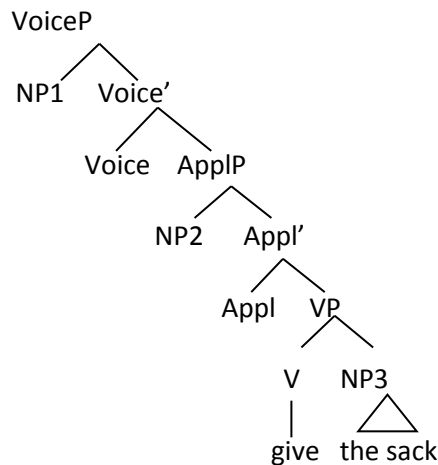 VoiceP
NP1 Voice’
Voice ApplP
NP2 Appl’
Appl VP
V NP3
give the sack